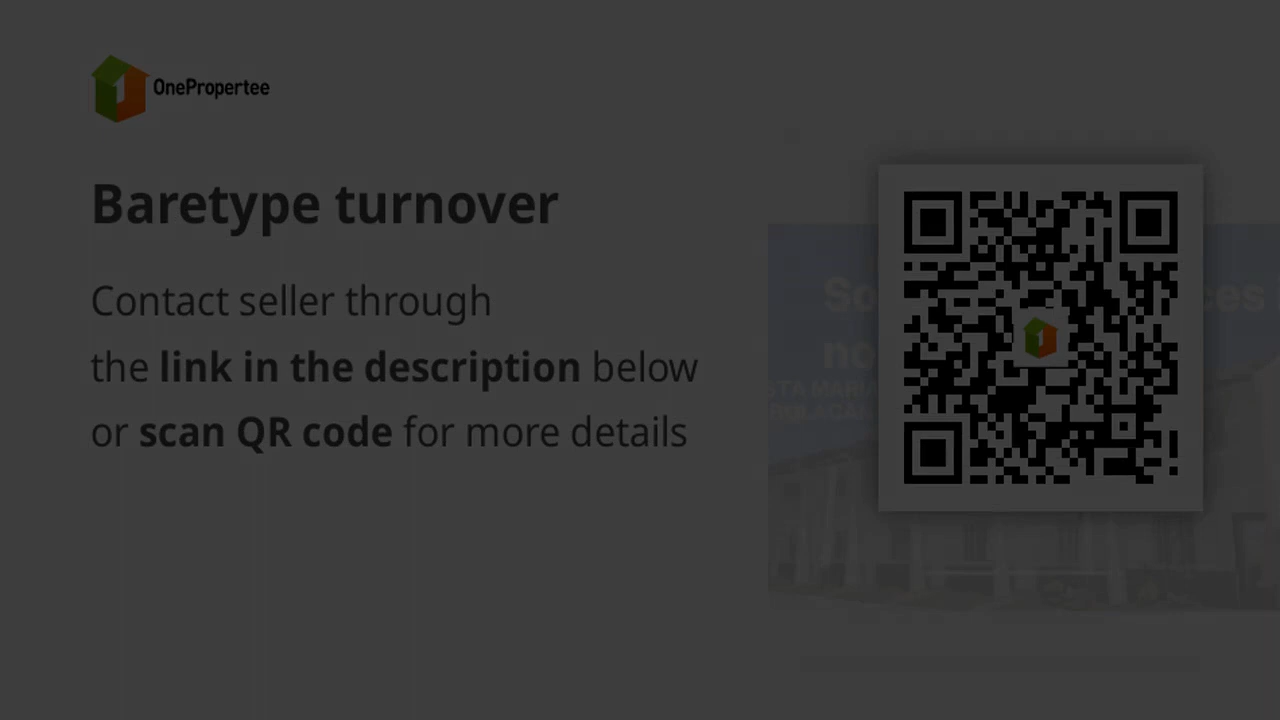 OnePropertee
Baretype turnover
Contact seller through
the link in the description below
or scan QR code for more details